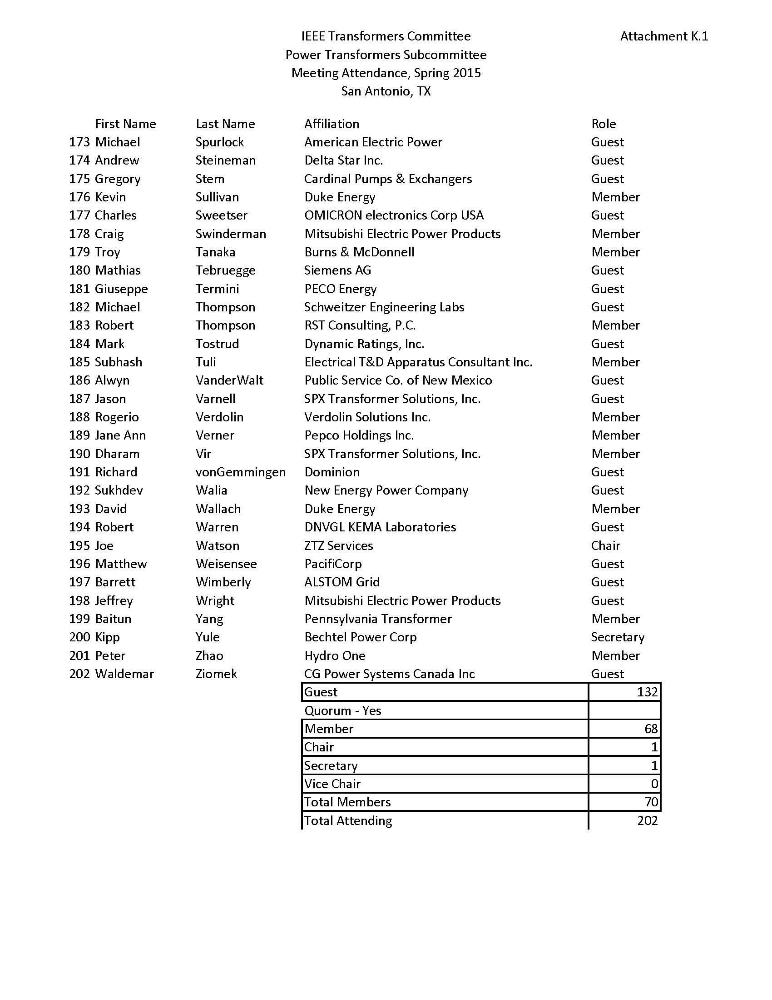 IEEE Transformers Committee Attachment K.1
Power Transformers Subcommittee
Meeting Attendance, Spring 2015
San Antonio, TX
First Name Last Name Affiliation Role
173 Michael Spurlock American Electric Power Guest
174 Andrew Steineman Delta Star Inc. Guest
175 Gregory Stem Cardinal Pumps & Exchangers Guest
176 Kevin Sullivan Duke Energy Member
177 Charles Sweetser OMICRON electronics Corp USA Guest
178 Craig Swinderman Mitsubishi Electric Power Products Member
179 Troy Tanaka Burns & McDonnell Member
180 Mathias Tebruegge Siemens AG Guest
181 Giuseppe Termini PECO Energy Guest
182 Michael Thompson Schweitzer Engineering Labs Guest
183 Robert Thompson RST Consulting, P.C. Member
184 Mark Tostrud Dynamic Ratings, Inc. Guest
185 Subhash Tuli Electrical T&D Apparatus Consultant Inc. Member
186 Alwyn VanderWalt Public Service Co. of New Mexico Guest
187 Jason Varnell SPX Transformer Solutions, Inc. Guest
188 Rogerio Verdolin Verdolin Solutions Inc. Member
189 Jane Ann Verner Pepco Holdings Inc. Member
190 Dharam Vir SPX Transformer Solutions, Inc. Member
191 Richard vonGemmingen Dominion Guest
192 Sukhdev Walia New Energy Power Company Guest
193 David Wallach Duke Energy Member
194 Robert Warren DNVGL KEMA Laboratories Guest
195 Joe Watson ZTZ Services Chair
196 Matthew Weisensee PacifiCorp Guest
197 Barrett Wimberly ALSTOM Grid Guest
198 Jeffrey Wright Mitsubishi Electric Power Products Guest
199 Baitun Yang Pennsylvania Transformer Member
200 Kipp Yule Bechtel Power Corp Secretary
201 Peter Zhao Hydro One Member
202 Waldemar Ziomek CG Power Systems Canada Inc Guest
Guest 132
Quorum - Yes
Member 68
Chair 1
Secretary 1
Vice Chair 0
Total Members 70
Total Attending 202